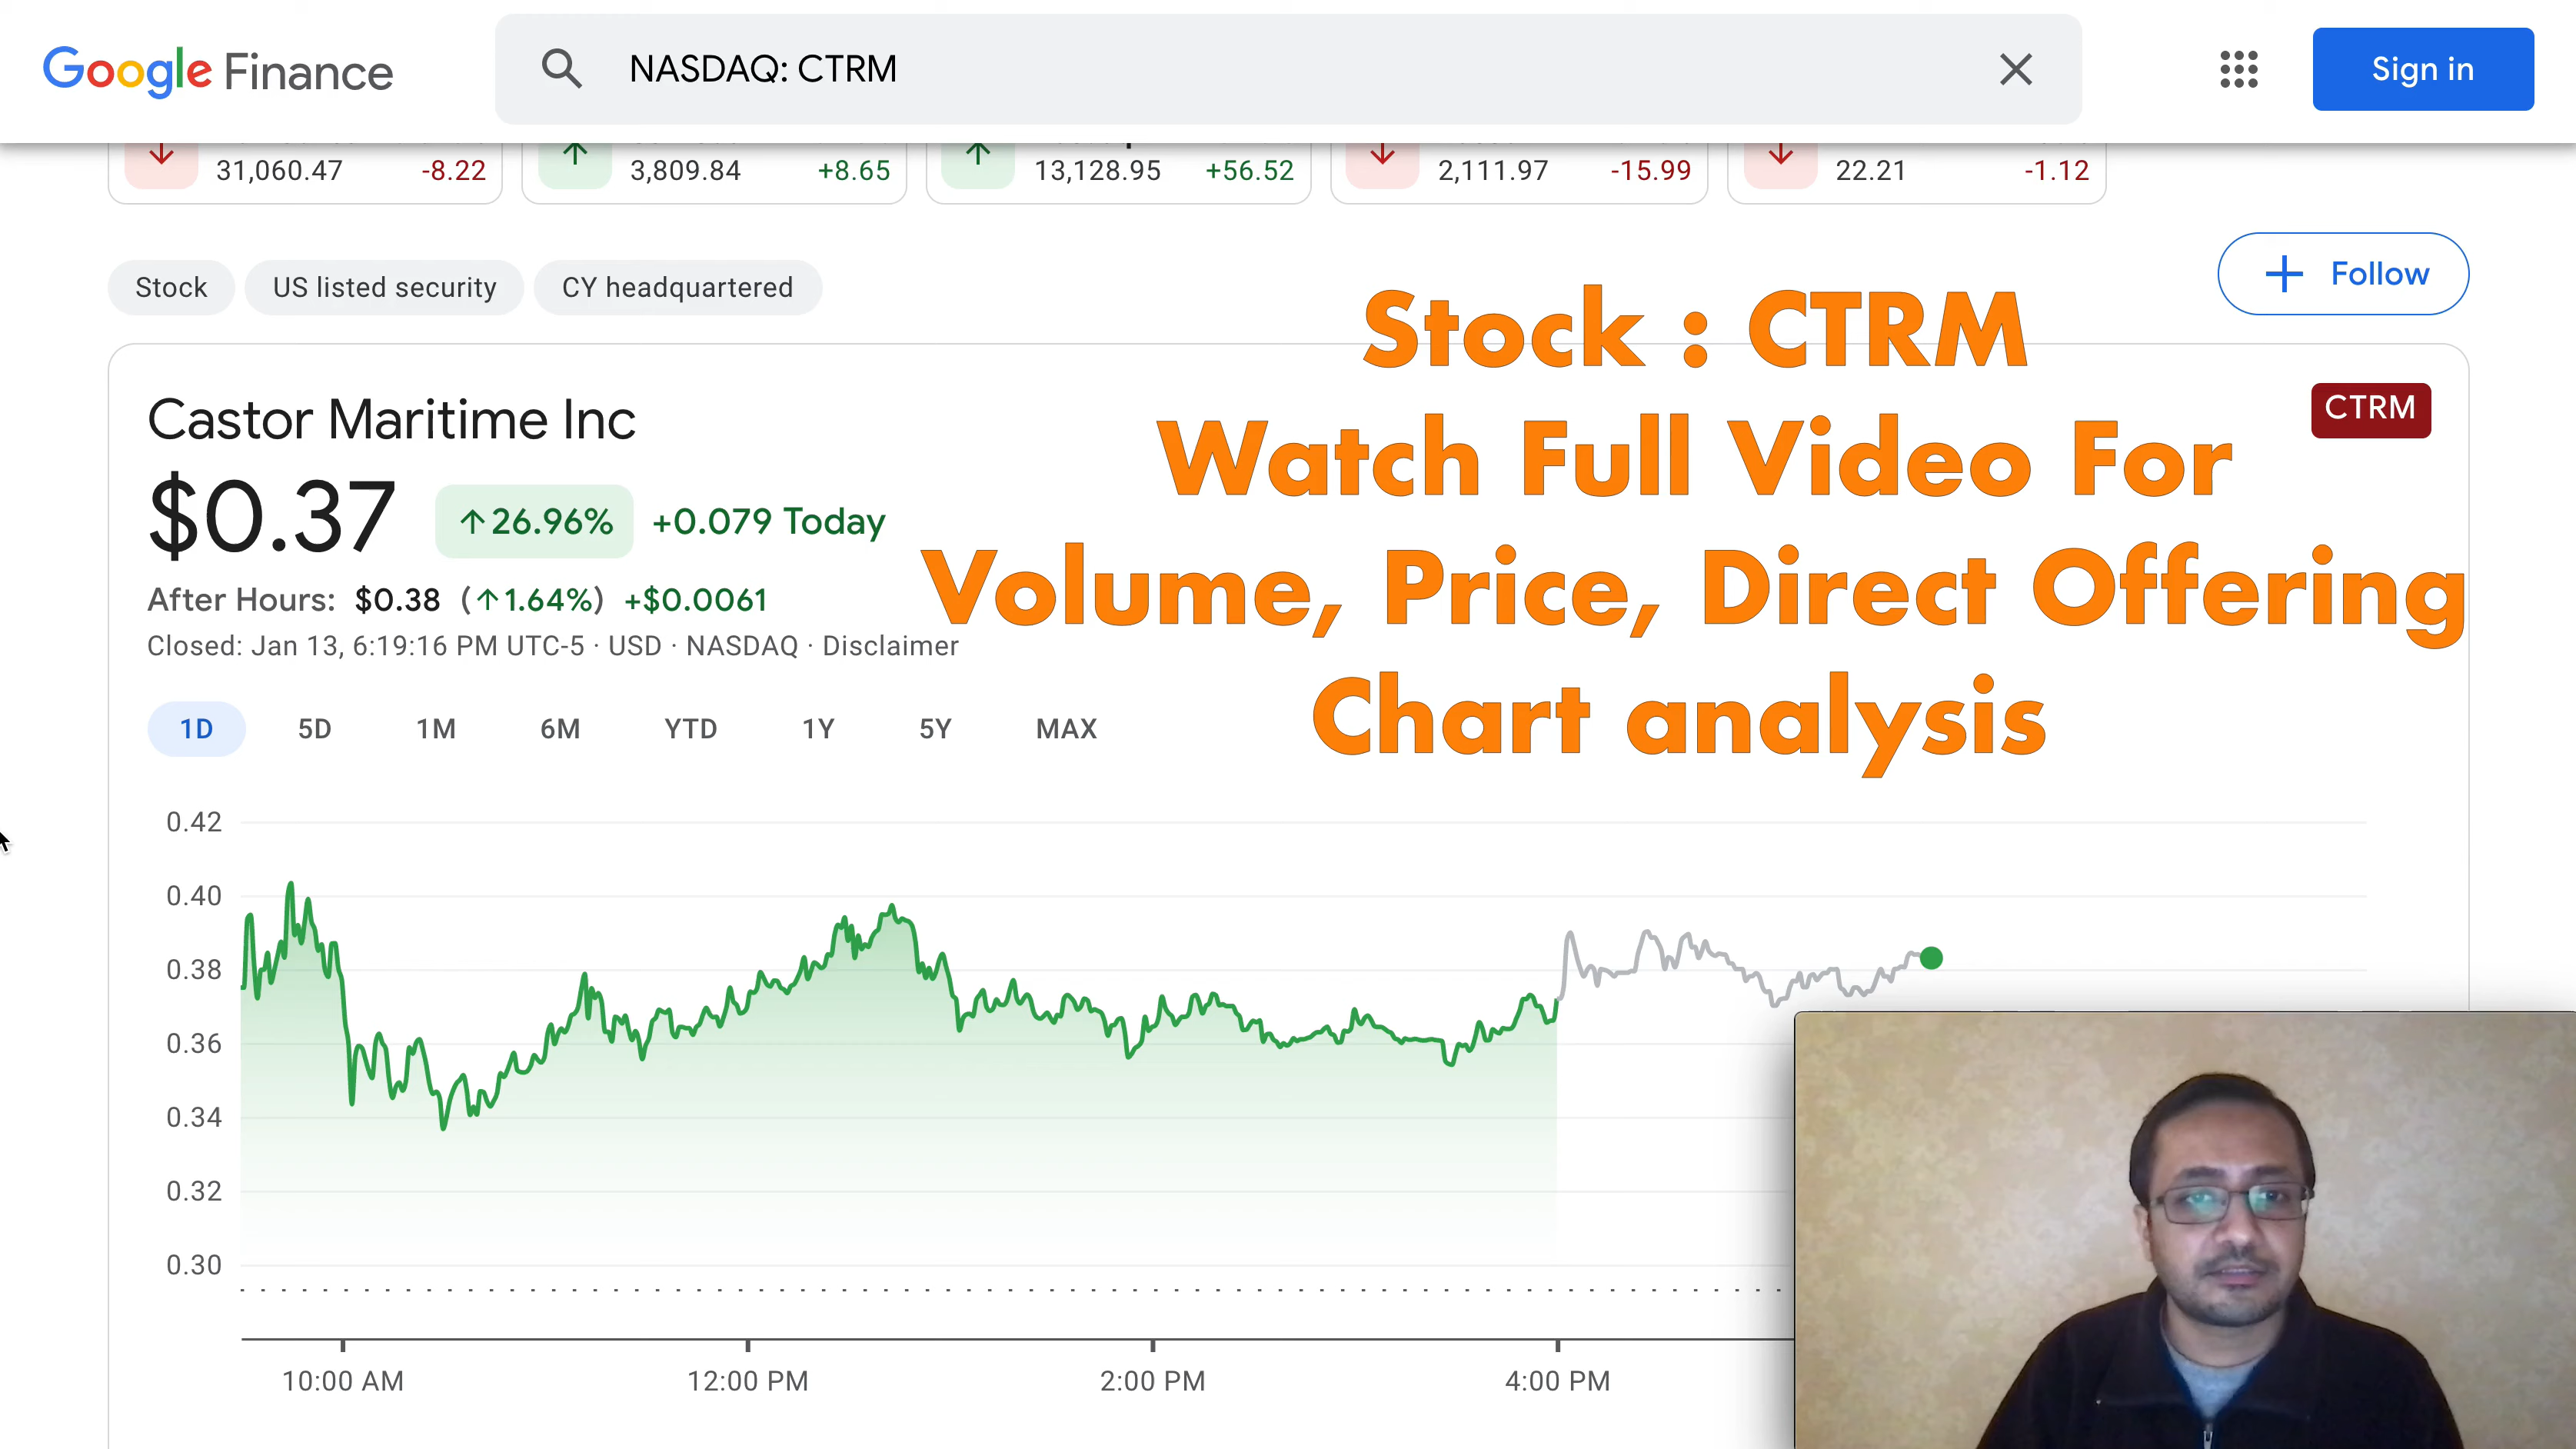 Google Finance
NASDAQ: CTRM
Sign in
31,060.47 -8.22
3,809.84 +8.65
13,128.95 +56.52
2,111.97 -15.99
22.21 -1.12
Stock
US listed security
CY headquartered
Follow
Stock : CTRM
Watch Full Video For
Volume, Price, Direct Offering
Chart analysis
CTRM
Castor Maritime Inc
$0.37 ↑26.96% +0.079 Today
After Hours: $0.38 (↑1.64%) +$0.0061
Closed: Jan 13, 6:19:16 PM UTC-5 · USD · NASDAQ · Disclaimer
1D 5D 1M 6M YTD 1Y 5Y MAX
0.42
0.40
0.38
0.36
0.34
0.32
0.30
10:00 AM 12:00 PM 2:00 PM 4:00 PM